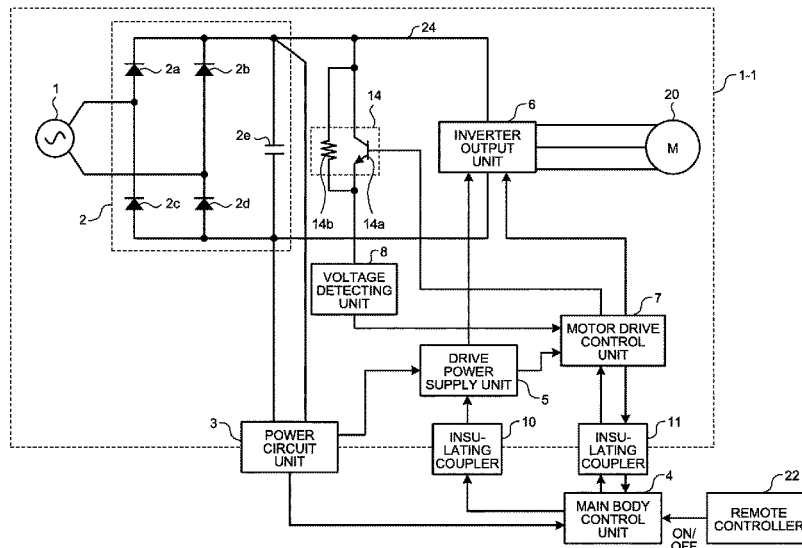 24
2a
2b
1-1
1
14
6
20
2e
INVERTER
OUTPUT
UNIT
M
2c
2d
2
14b
14a
8
VOLTAGE
DETECTING
UNIT
7
MOTOR DRIVE
CONTROL
UNIT
DRIVE
POWER
SUPPLY UNIT
5
3
10
11
POWER
CIRCUIT
UNIT
INSU-
LATING
COUPLER
INSU-
LATING
COUPLER
4
22
MAIN BODY
CONTROL
UNIT
ON/
OFF
REMOTE
CONTROLLER